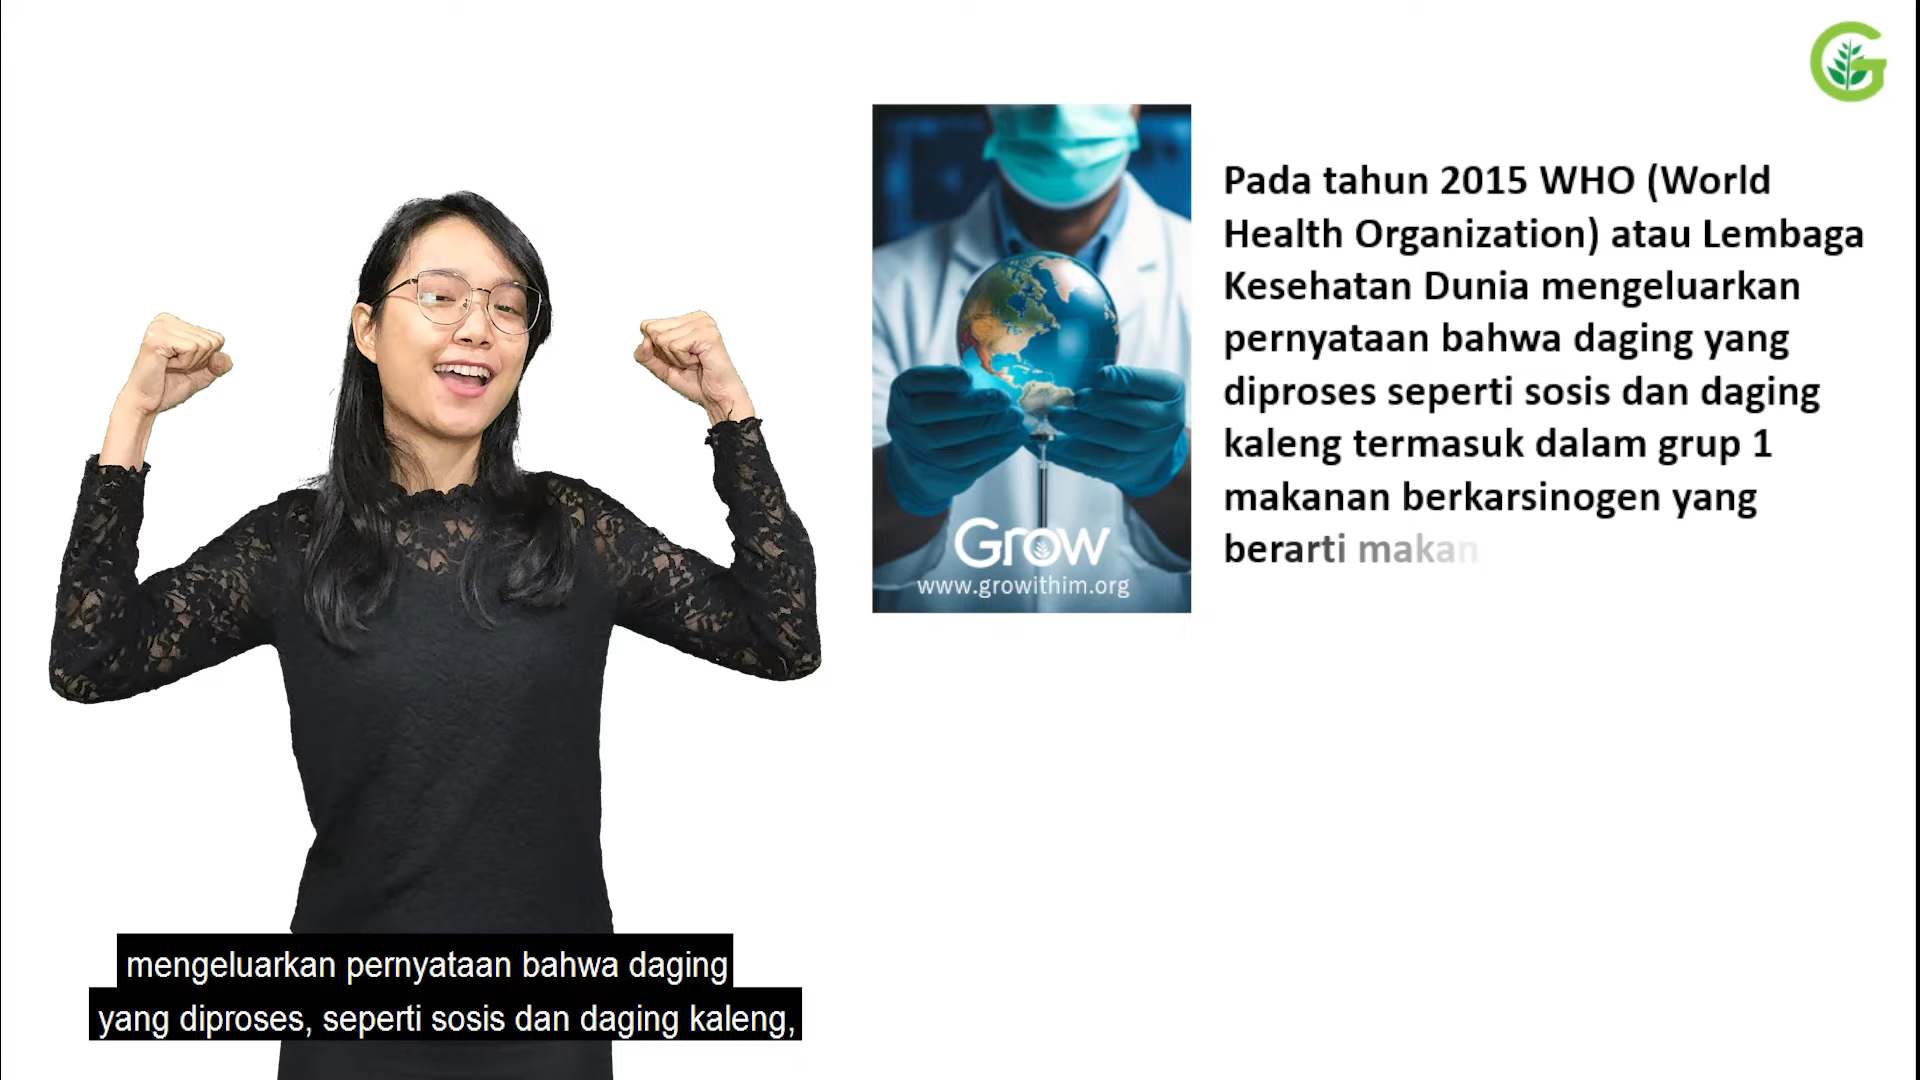 Grow
www.growithim.org
Pada tahun 2015 WHO (World
Health Organization) atau Lembaga
Kesehatan Dunia mengeluarkan
pernyataan bahwa daging yang
diproses seperti sosis dan daging
kaleng termasuk dalam grup 1
makanan berkarsinogen yang
berarti makan
mengeluarkan pernyataan bahwa daging
yang diproses, seperti sosis dan daging kaleng,